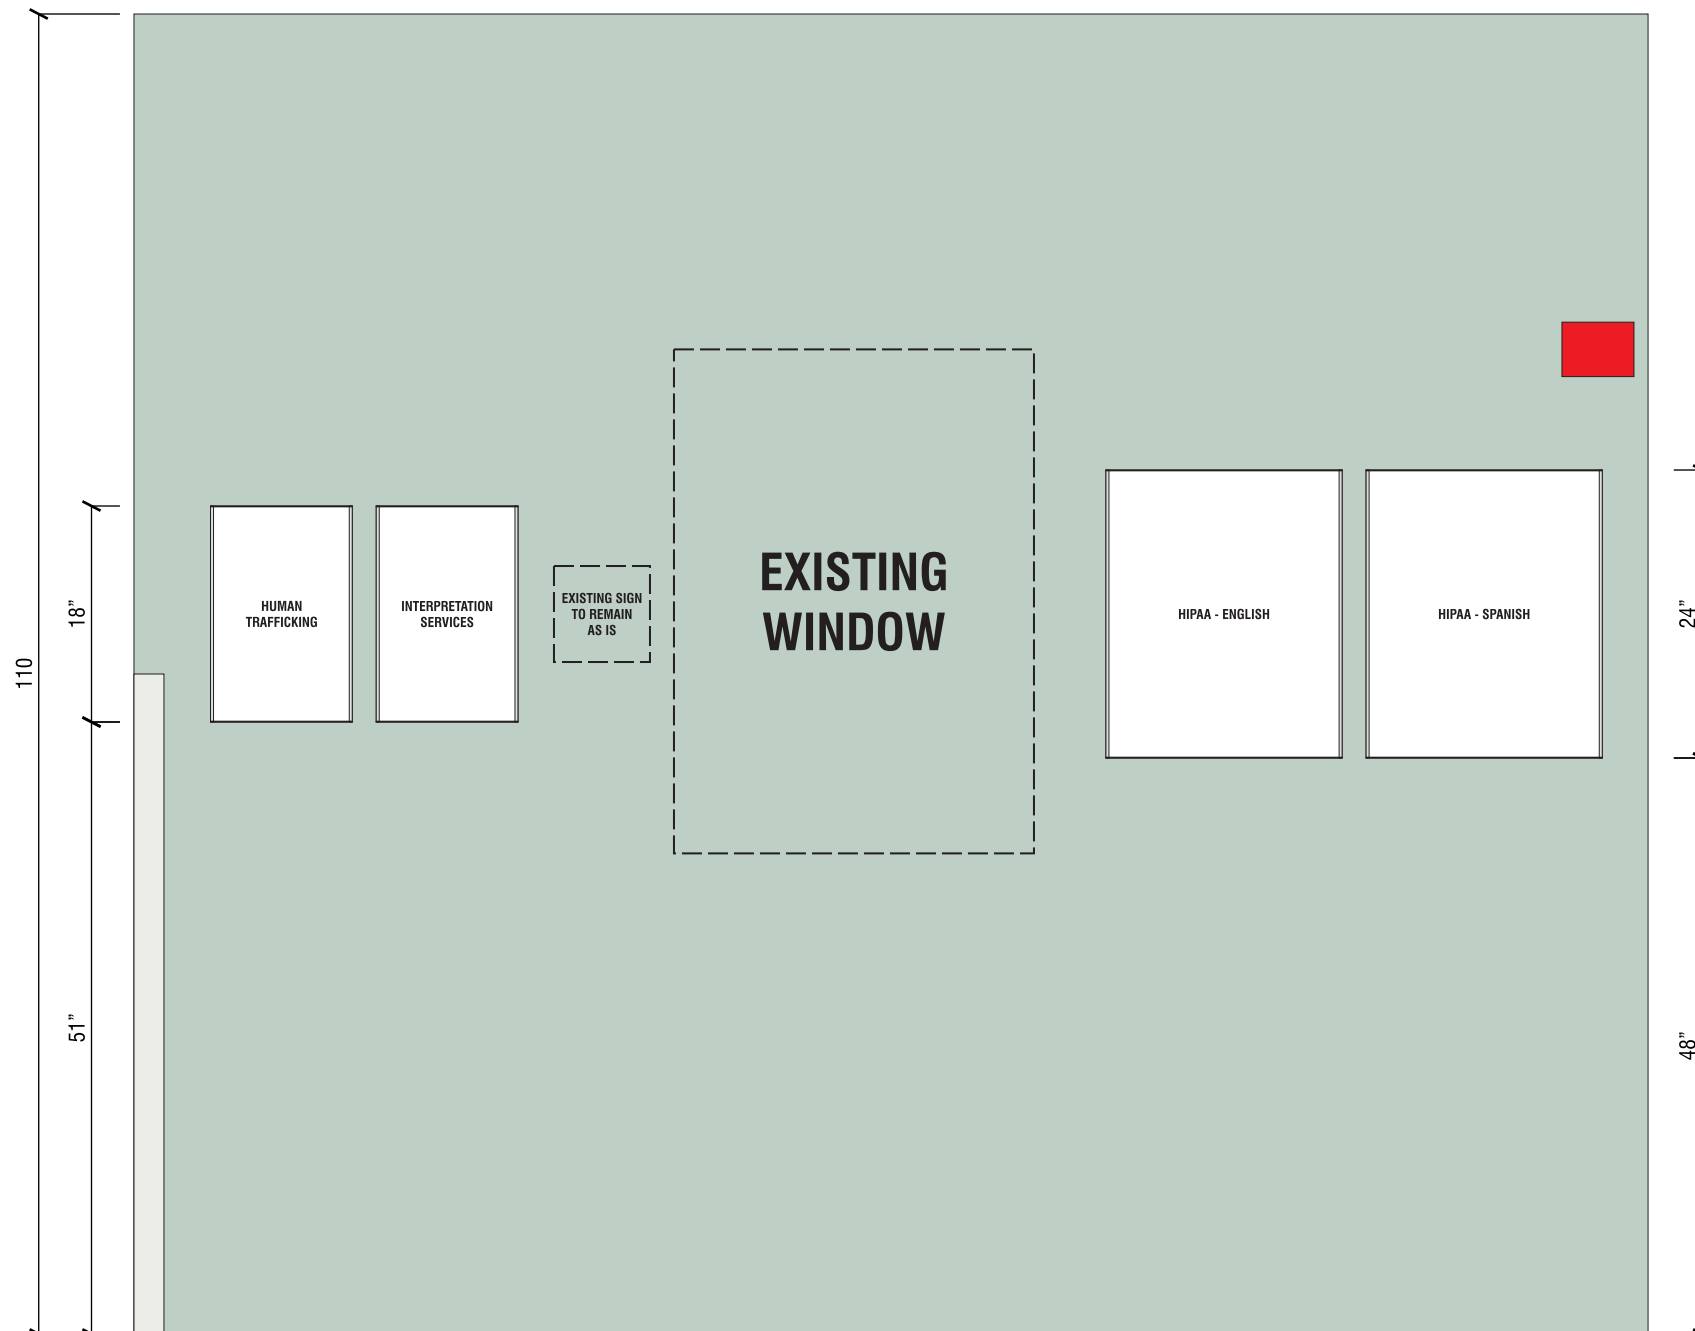 110
18”
51”
HUMAN
TRAFFICKING
INTERPRETATION
SERVICES
EXISTING SIGN
TO REMAIN
AS IS
EXISTING
WINDOW
HIPAA - ENGLISH
HIPAA - SPANISH
24”
48”